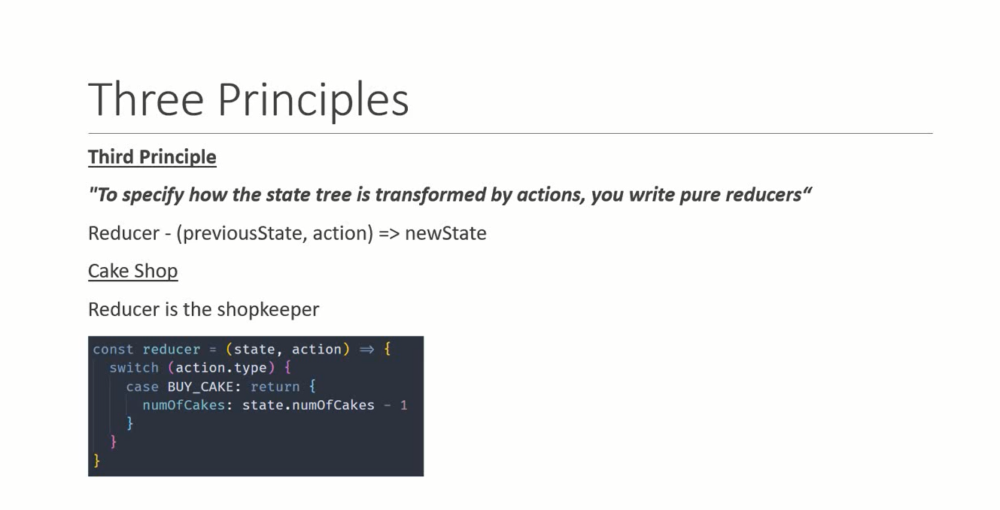 Three Principles
Third Principle
"To specify how the state tree is transformed by actions, you write pure reducers“
Reducer - (previousState, action) => newState
Cake Shop
Reducer is the shopkeeper
const reducer = (state, action) => {
  switch (action.type) {
    case BUY_CAKE: return {
      numOfCakes: state.numOfCakes - 1
    }
  }
}